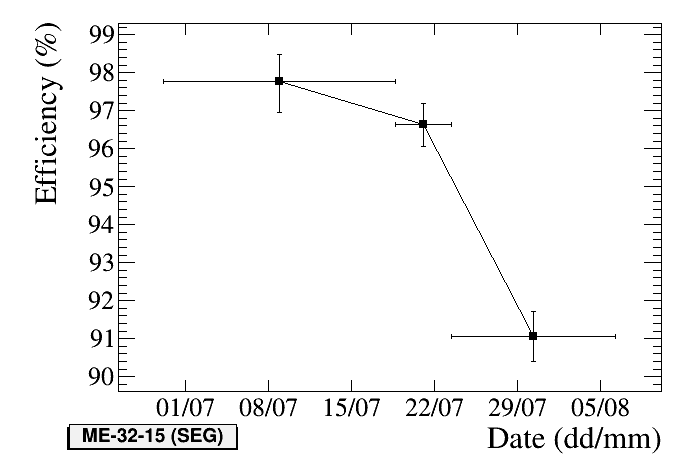 Efficiency (%)
99
98
97
96
95
94
93
92
91
90
01/07 08/07 15/07 22/07 29/07 05/08
ME-32-15 (SEG)
Date (dd/mm)